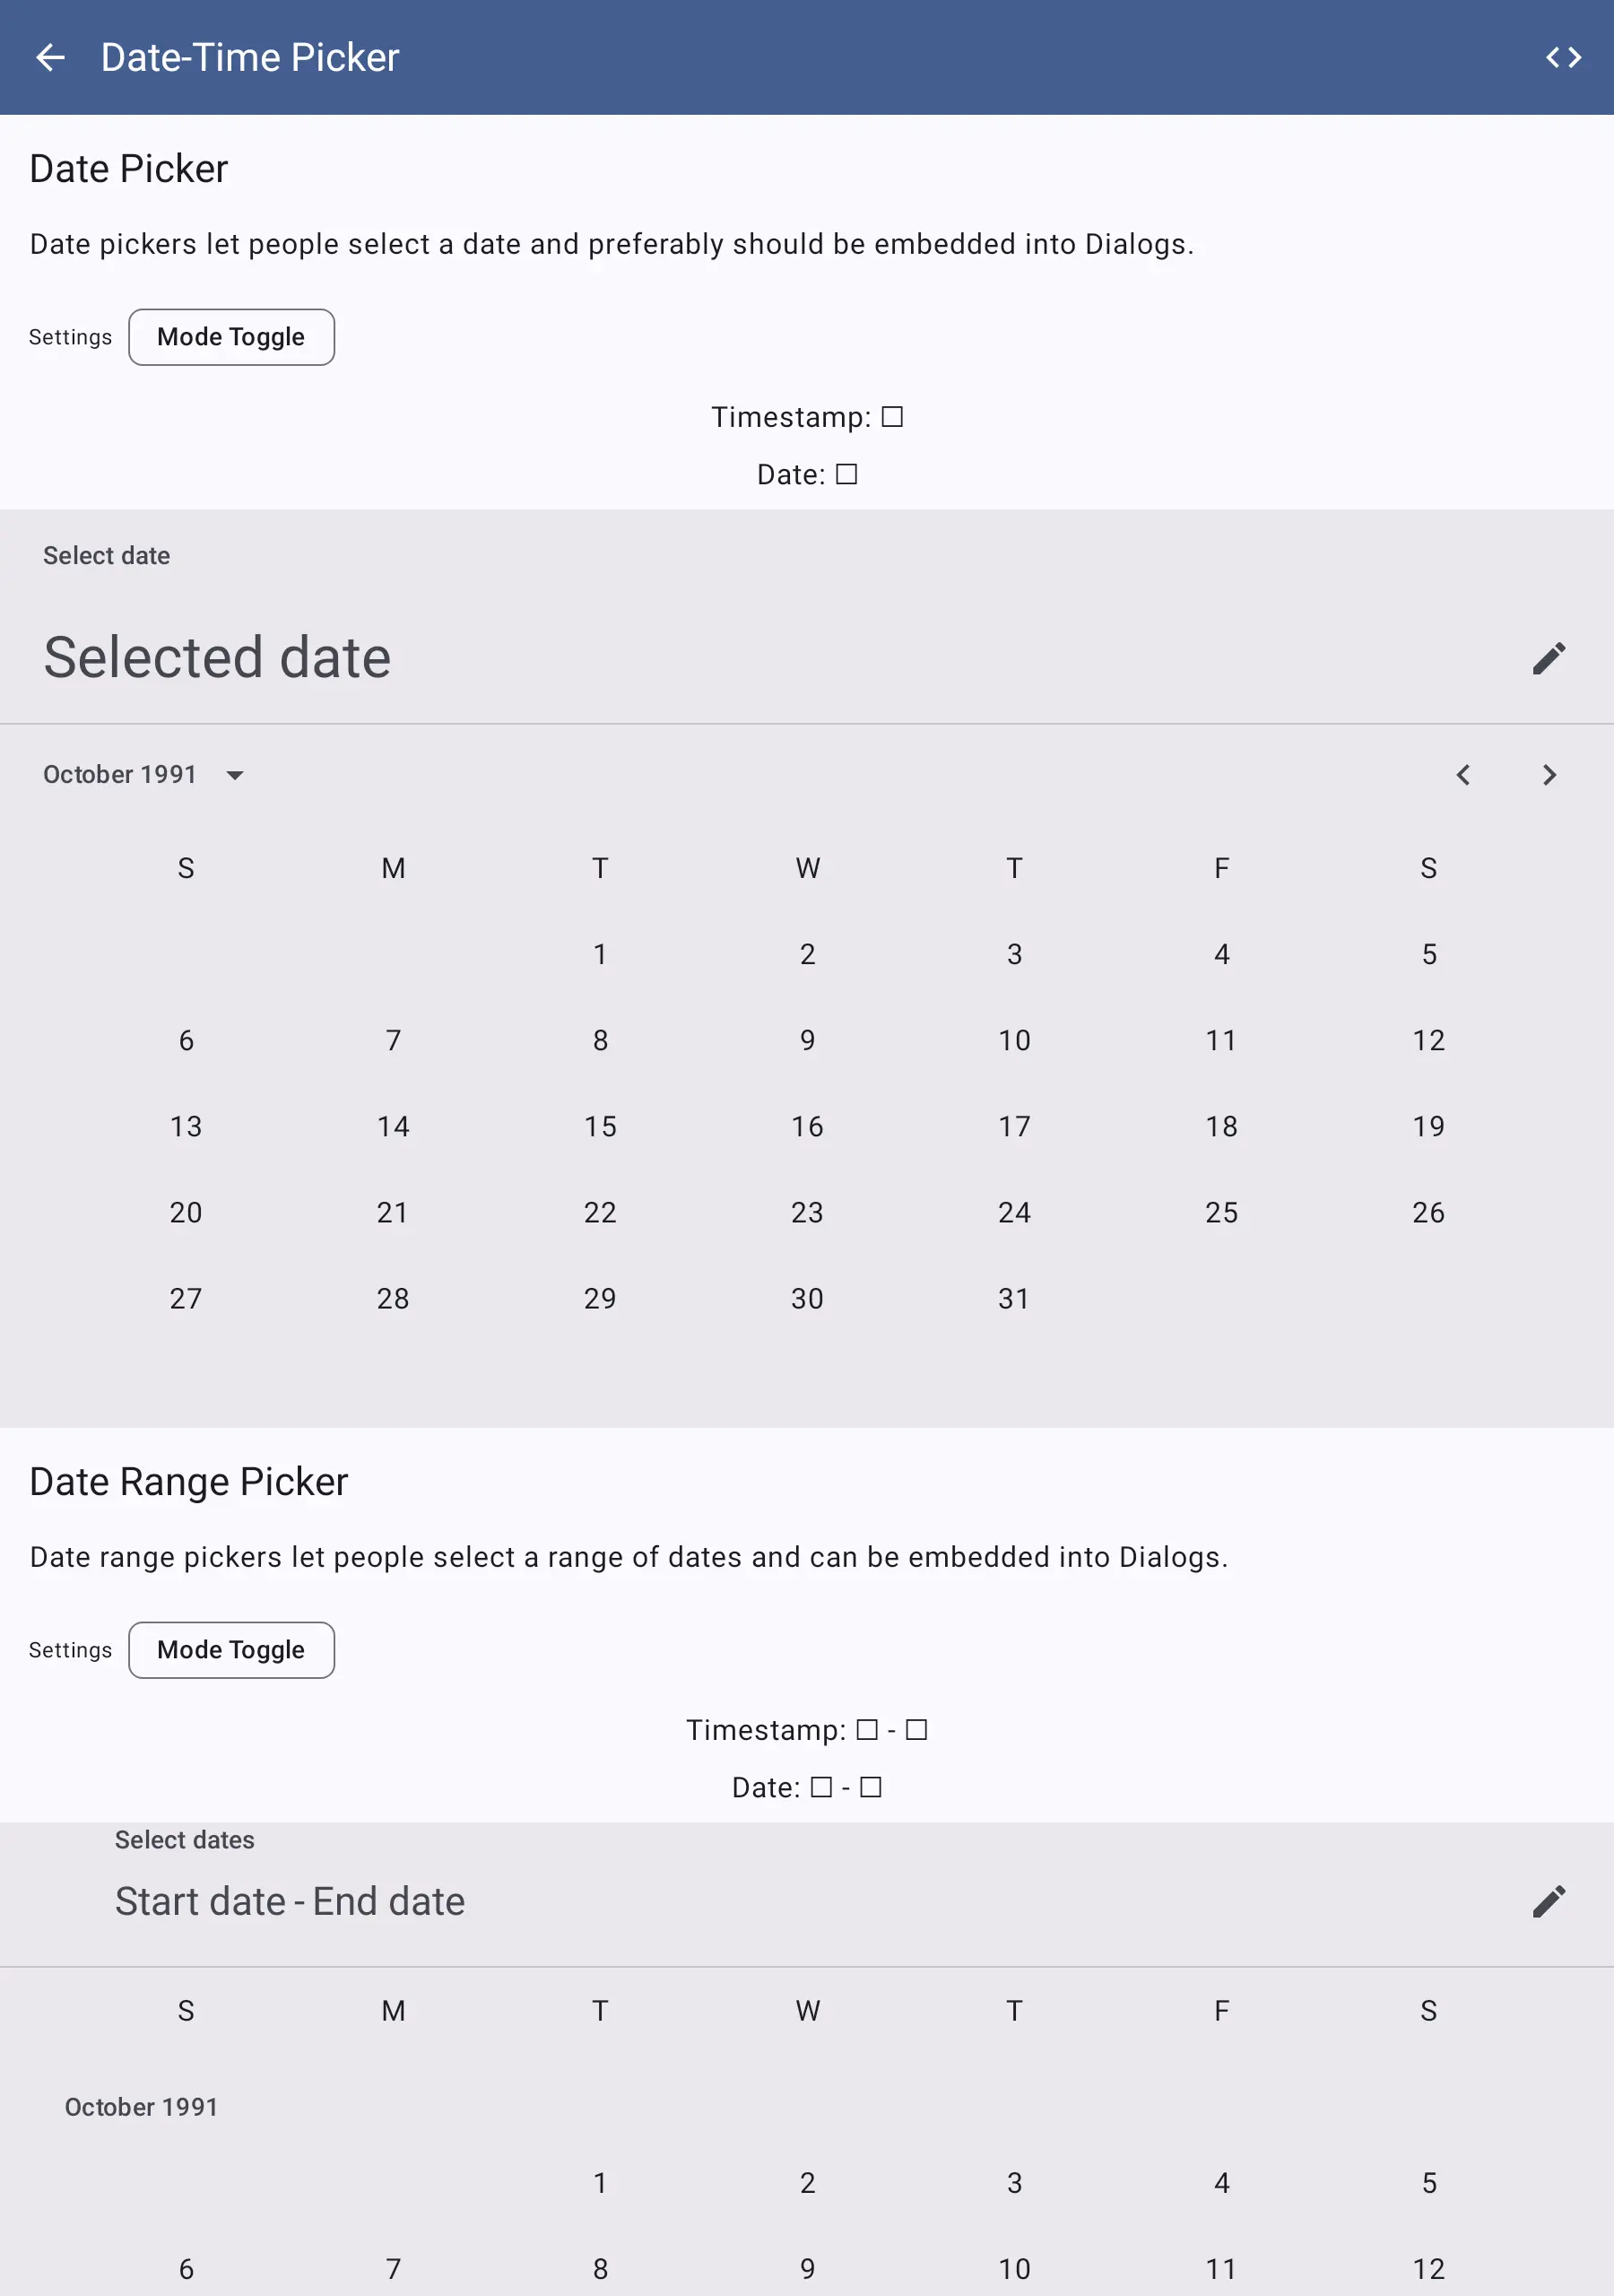 Date-Time Picker
Date Picker
Date pickers let people select a date and preferably should be embedded into Dialogs.
Settings Mode Toggle
Timestamp: ☐
Date: ☐
Select date
Selected date
October 1991
S M T W T F S
1 2 3 4 5
6 7 8 9 10 11 12
13 14 15 16 17 18 19
20 21 22 23 24 25 26
27 28 29 30 31
Date Range Picker
Date range pickers let people select a range of dates and can be embedded into Dialogs.
Settings Mode Toggle
Timestamp: ☐ - ☐
Date: ☐ - ☐
Select dates
Start date - End date
S M T W T F S
October 1991
1 2 3 4 5
6 7 8 9 10 11 12